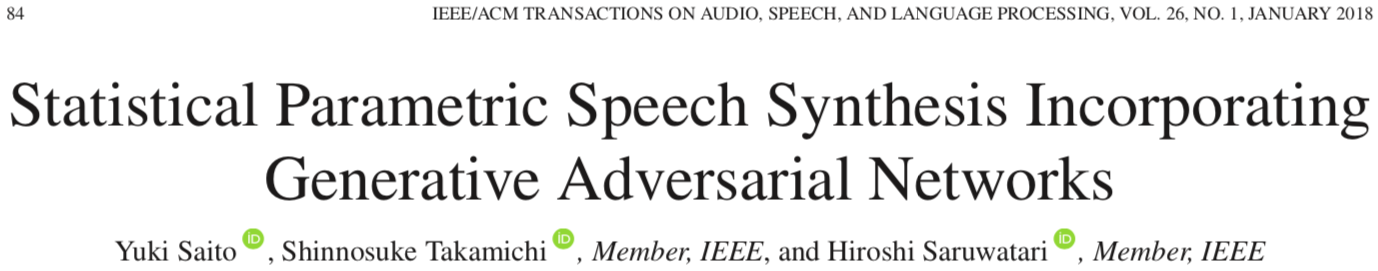 84
IEEE/ACM TRANSACTIONS ON AUDIO, SPEECH, AND LANGUAGE PROCESSING, VOL. 26, NO. 1, JANUARY 2018
Statistical Parametric Speech Synthesis Incorporating
Generative Adversarial Networks
Yuki Saito iD, Shinnosuke Takamichi iD, Member, IEEE, and Hiroshi Saruwatari iD, Member, IEEE